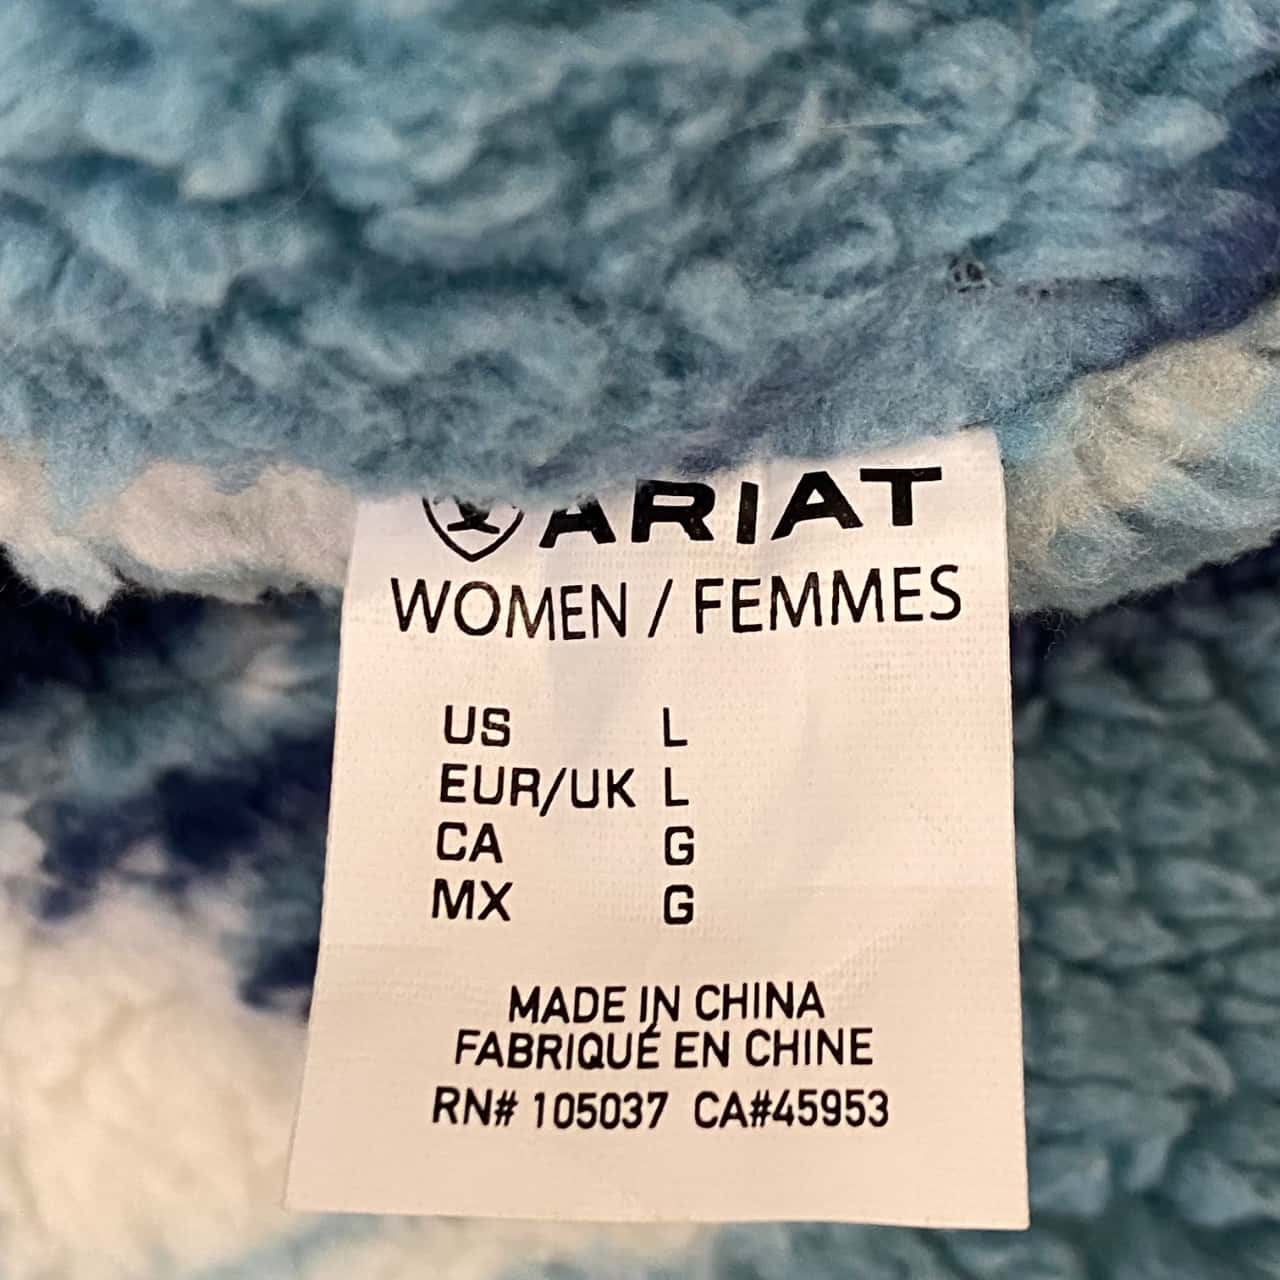 ARIAT
WOMEN / FEMMES
US L
EUR/UK L
CA G
MX G
MADE IN CHINA
FABRIQUÉ EN CHINE
RN# 105037 CA#45953